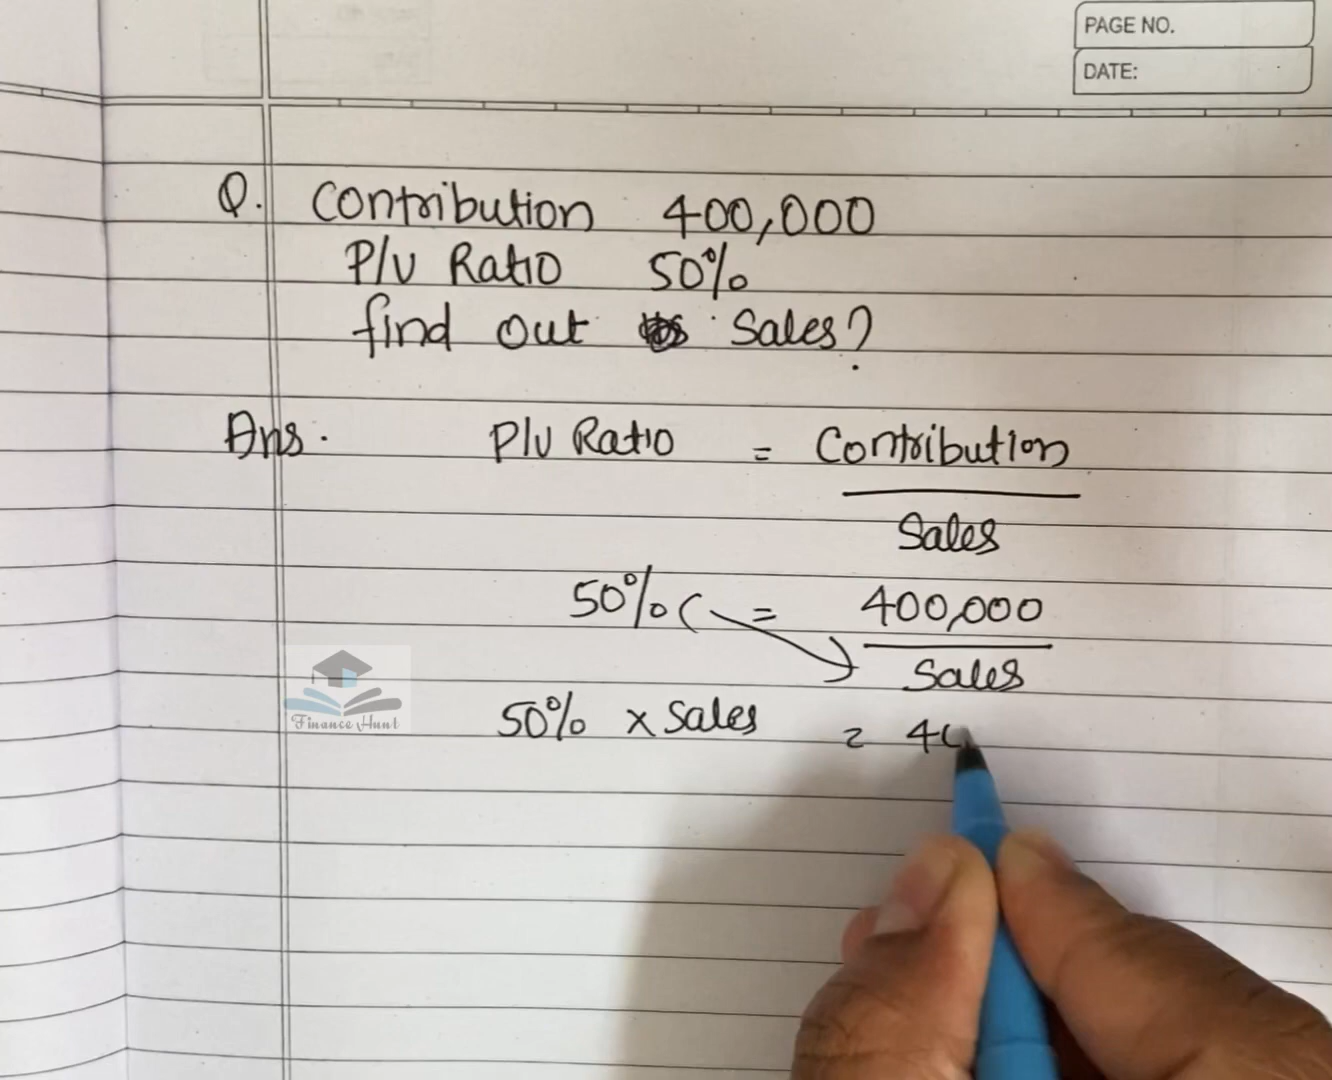 PAGE NO.
DATE:
Q. Contribution 400,000
P/V Ratio 50%
find out Sales?
Ans. P/V Ratio = Contribution
Sales
50% = 400,000
Sales
50% x Sales = 40
Finance Hunt